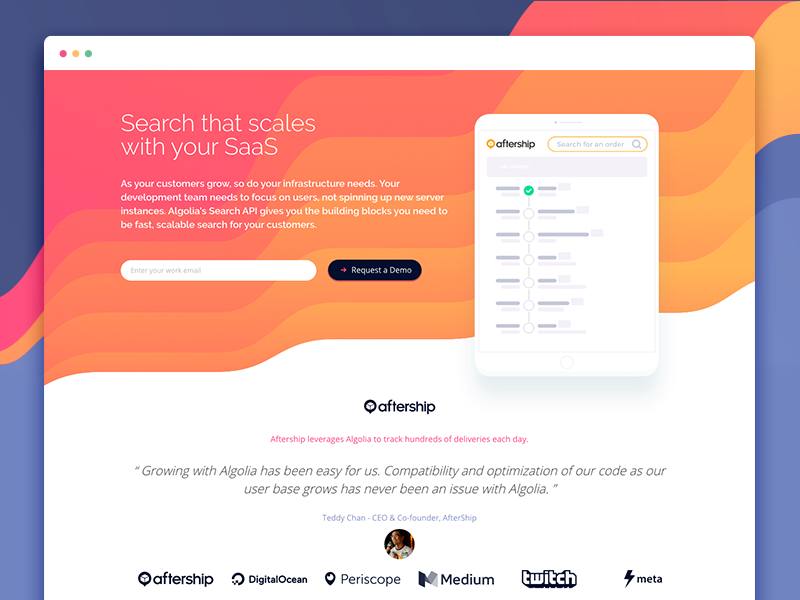 Search that scales
with your SaaS
As your customers grow, so do your infrastructure needs. Your
development team needs to focus on users, not spinning up new server
instances. Algolia's Search API gives you the building blocks you need to
be fast, scalable search for your customers.
Enter your work email
➔ Request a Demo
aftership
Search for an order
aftership
Aftership leverages Algolia to track hundreds of deliveries each day.
“ Growing with Algolia has been easy for us. Compatibility and optimization of our code as our
user base grows has never been an issue with Algolia. ”
Teddy Chan - CEO & Co-founder, AfterShip
aftership DigitalOcean Periscope Medium twitch meta